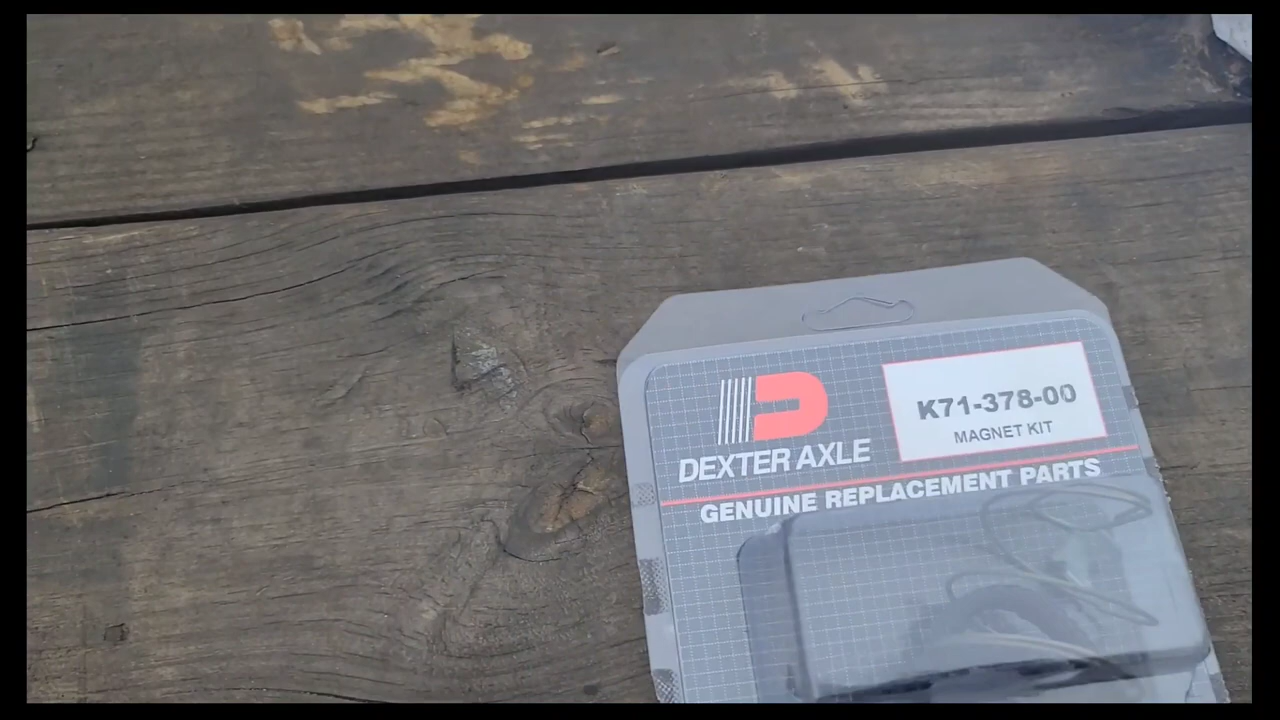 K71-378-00
MAGNET KIT
DEXTER AXLE
GENUINE REPLACEMENT PARTS